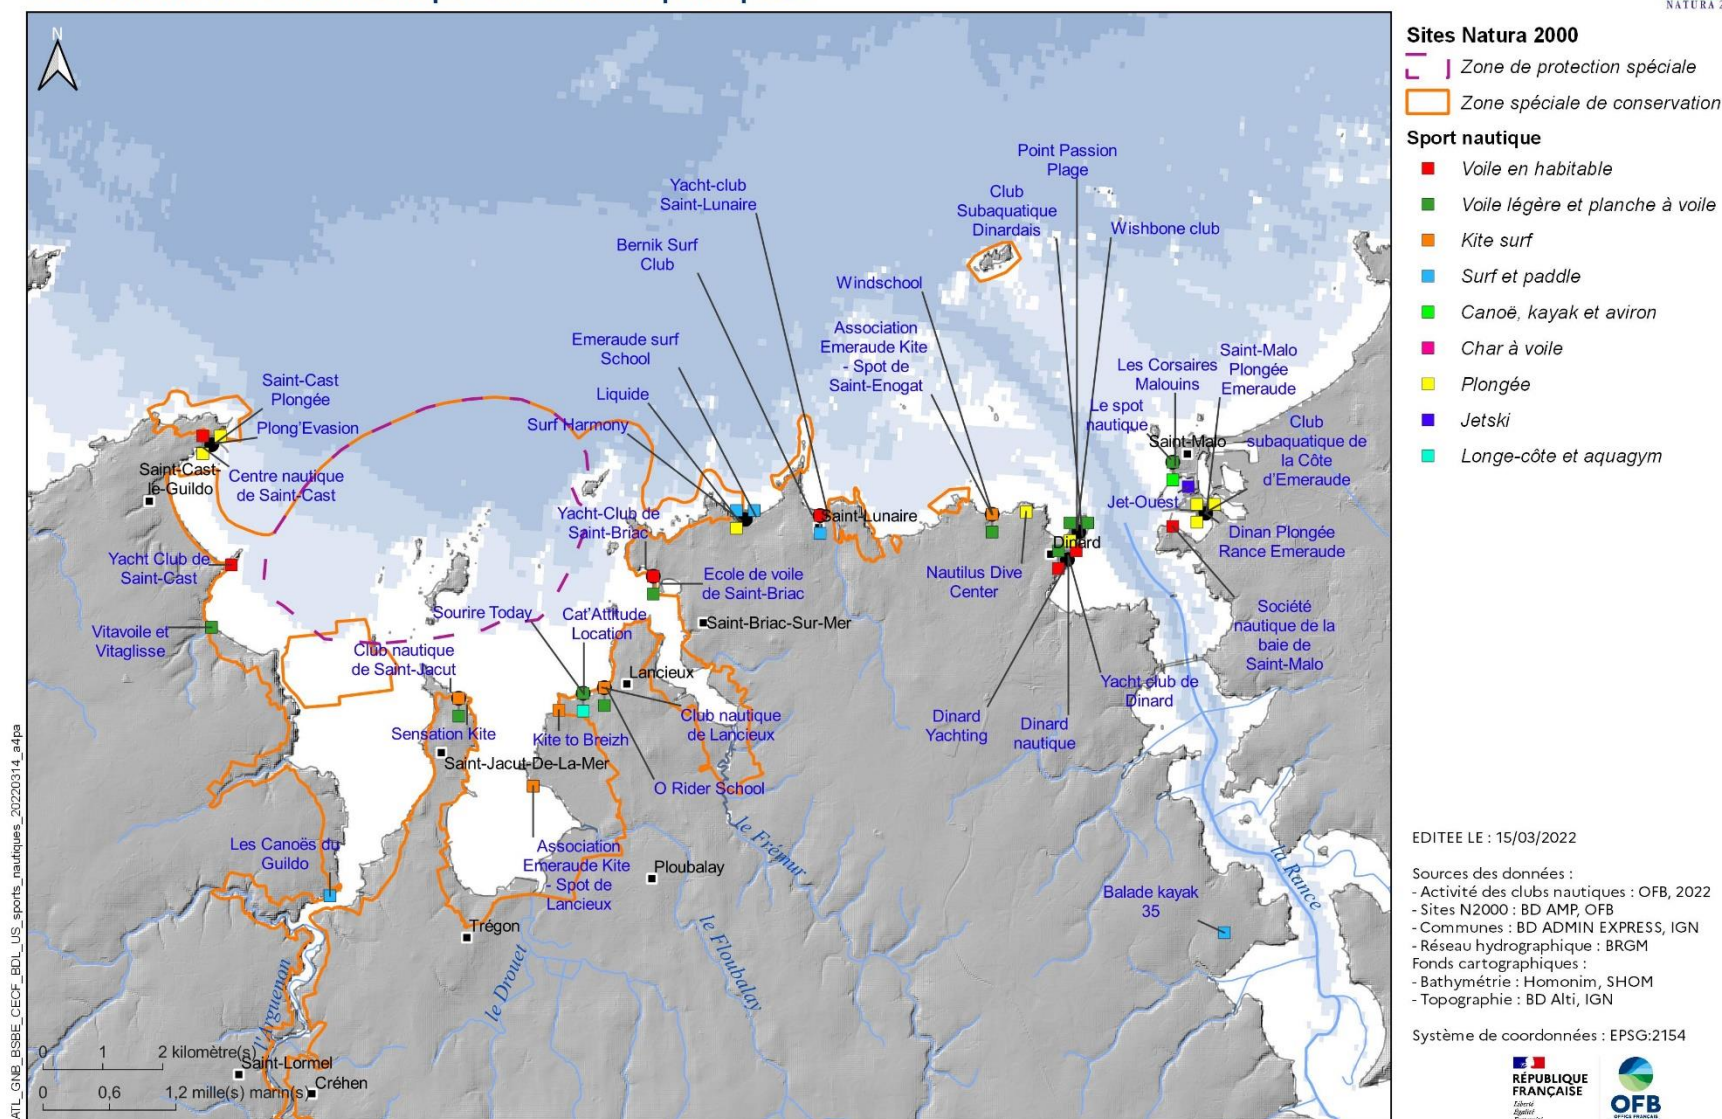 NATURA 2
N
Point Passion
Plage
Yacht-club
Saint-Lunaire
Club
Subaquatique
Dinardais
Wishbone club
Bernik Surf
Club
Windschool
Association
Emeraude Kite
- Spot de
Saint-Enogat
Emeraude surf
School
Saint-Malo
Plongée
Emeraude
Les Corsaires
Malouins
Saint-Cast
Plongée
Liquide
Le spot
nautique
Plong'Evasion
Surf Harmony
Saint-Malo
Club
subaquatique de
la Côte
d'Emeraude
Saint-Cast-
le-Guildo
Centre nautique
de Saint-Cast
Jet-Ouest
Yacht-Club de
Saint-Briac
Saint-Lunaire
Dinan Plongée
Rance Emeraude
Dinard
Yacht Club de
Saint-Cast
Ecole de voile
de Saint-Briac
Nautilus Dive
Center
Sourire Today
Cat'Attitude
Location
Société
nautique de la
baie de
Saint-Malo
Vitavoile et
Vitaglisse
Saint-Briac-Sur-Mer
Club nautique
de Saint-Jacut
Lancieux
Yacht club de
Dinard
Sensation Kite
Kite to Breizh
Club nautique
de Lancieux
Dinard
Yachting
Dinard
nautique
Saint-Jacut-De-La-Mer
O Rider School
Les Canoës du
Guildo
Association
Emeraude Kite
- Spot de
Lancieux
le Frémur
Ploubalay
la Rance
Balade kayak
35
Trégon
le Floubalay
le Drouet
l'Arguenon
0 1 2 kilomètre(s)
Saint-Lormel
0 0,6 1,2 mille(s) marin(s)
Créhen
ATL_GNB_BSBE_CECF_BDL_US_sports_nautiques_20220314_a4pa
Sites Natura 2000
Zone de protection spéciale
Zone spéciale de conservation
Sport nautique
Voile en habitable
Voile légère et planche à voile
Kite surf
Surf et paddle
Canoë, kayak et aviron
Char à voile
Plongée
Jetski
Longe-côte et aquagym
EDITEE LE : 15/03/2022
Sources des données :
- Activité des clubs nautiques : OFB, 2022
- Sites N2000 : BD AMP, OFB
- Communes : BD ADMIN EXPRESS, IGN
- Réseau hydrographique : BRGM
Fonds cartographiques :
- Bathymétrie : Homonim, SHOM
- Topographie : BD Alti, IGN
Système de coordonnées : EPSG:2154
RÉPUBLIQUE
FRANÇAISE
Liberté
Égalité
OFB
OFFICE FRANÇAIS